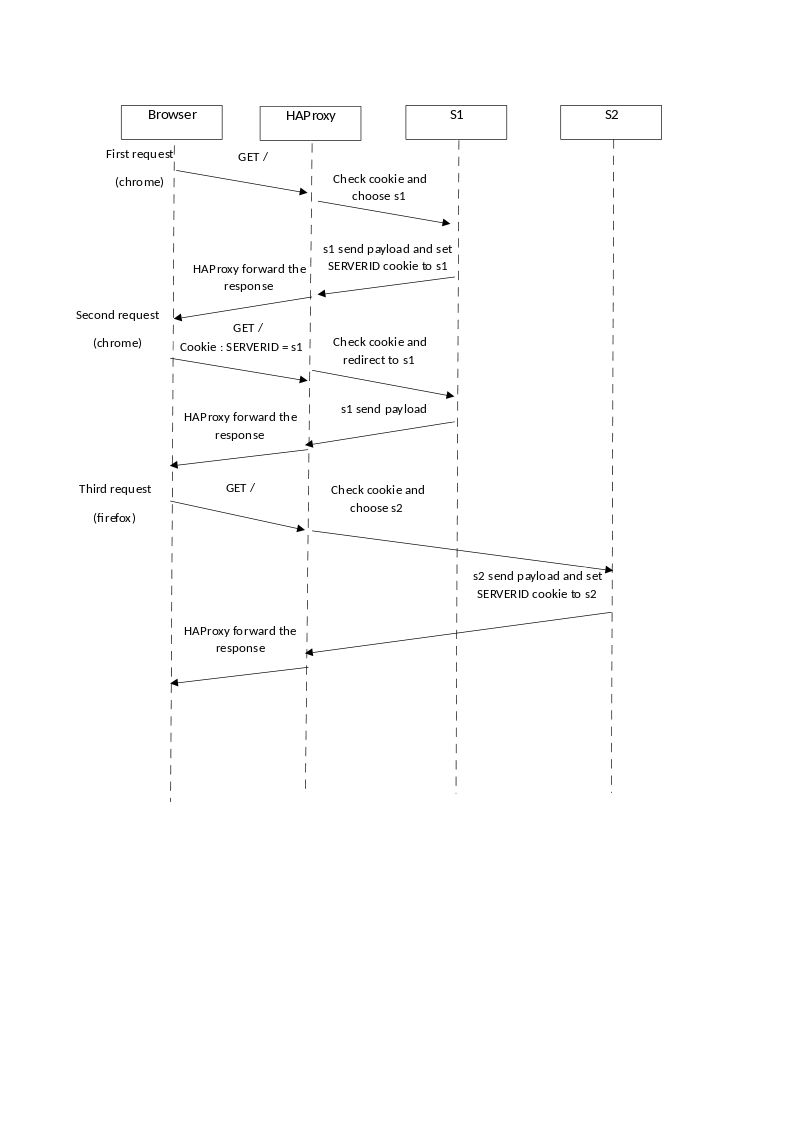 Browser
HAProxy
S1
S2
First request
(chrome)
GET /
Check cookie and
choose s1
s1 send payload and set
SERVERID cookie to s1
HAProxy forward the
response
Second request
(chrome)
GET /
Cookie : SERVERID = s1
Check cookie and
redirect to s1
s1 send payload
HAProxy forward the
response
Third request
(firefox)
GET /
Check cookie and
choose s2
s2 send payload and set
SERVERID cookie to s2
HAProxy forward the
response